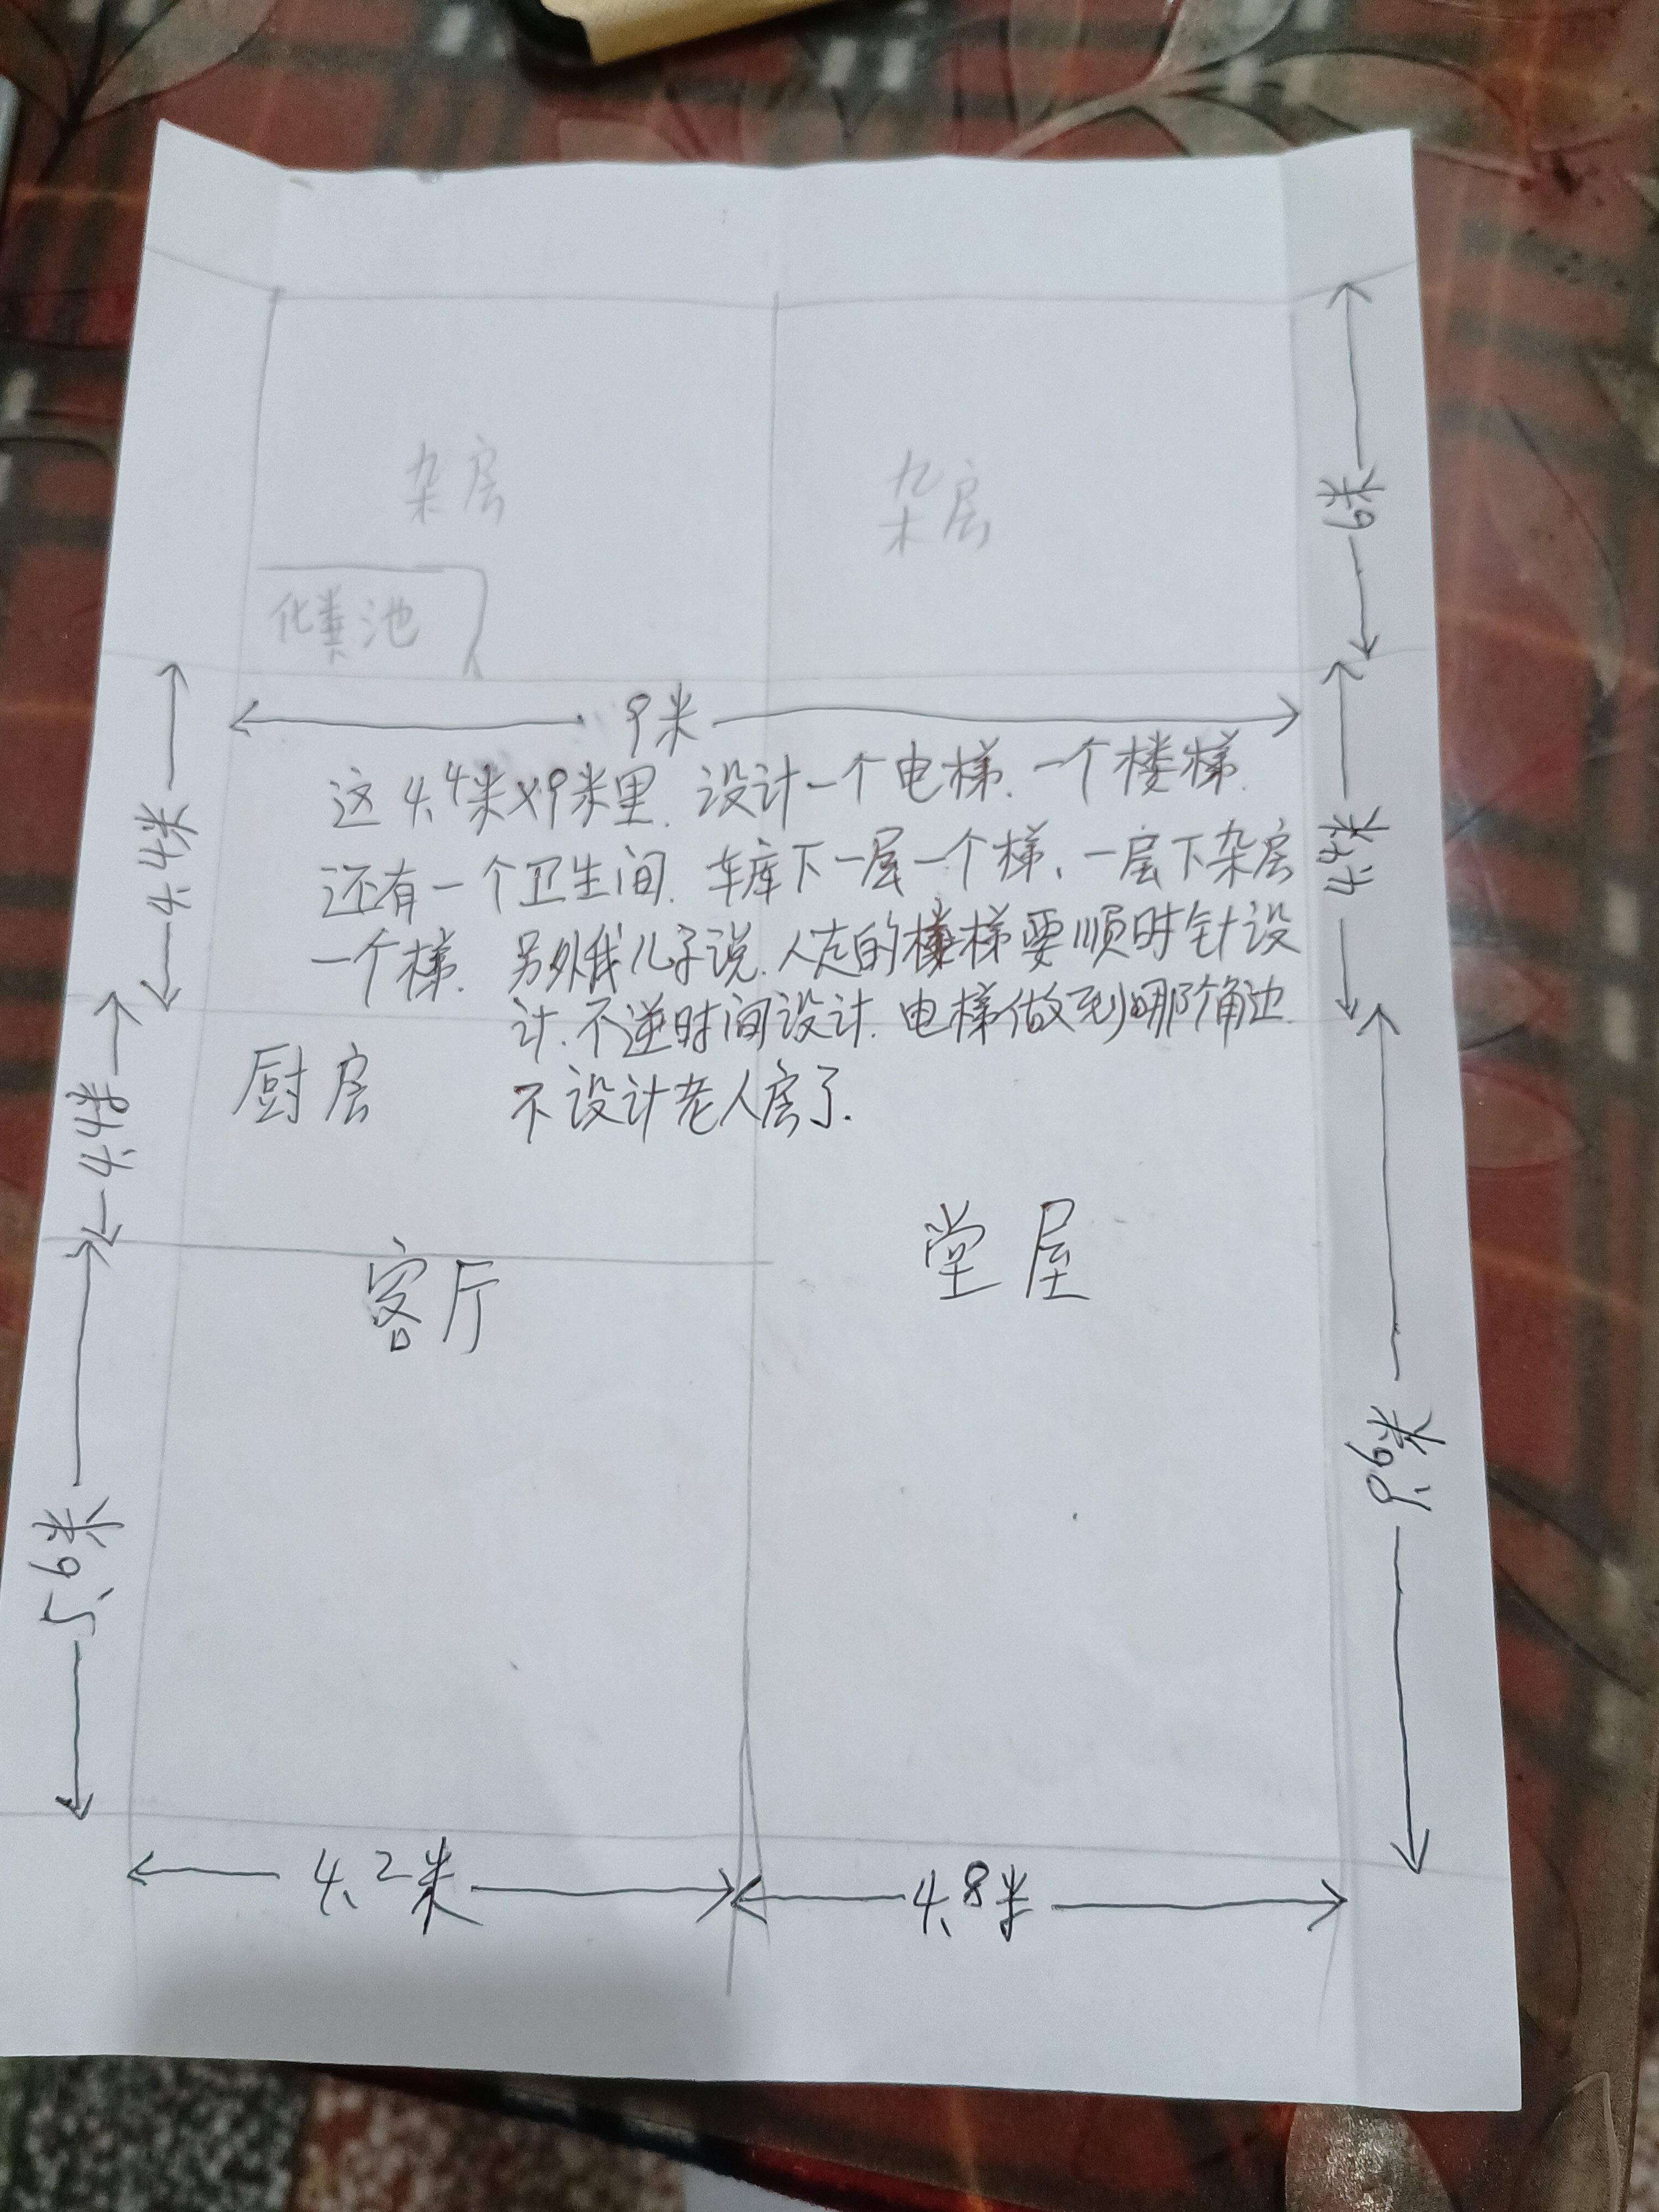 杂房
杂房
化粪池
6米
9米
4.4米
4.4米
这4.4米×9米里.设计一个电梯.一个楼梯.
还有一个卫生间.车库下一层一个梯.一层下杂房
一个梯.另外我儿子说.人走的楼梯要顺时针设
计.不逆时间设计.电梯做到哪个角边.
不设计老人房了.
厨房
4.4米
堂屋
客厅
9.6米
5.6米
4.2米
4.8米